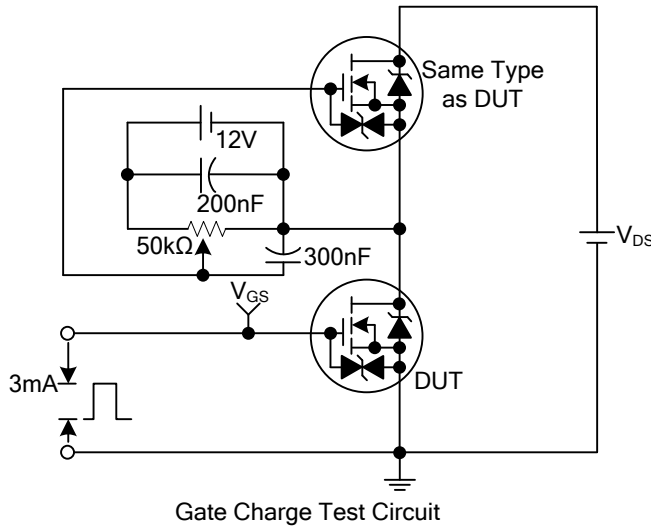 Same Type
as DUT
12V
200nF
50kΩ
300nF
V_DS
V_GS
3mA
DUT
Gate Charge Test Circuit